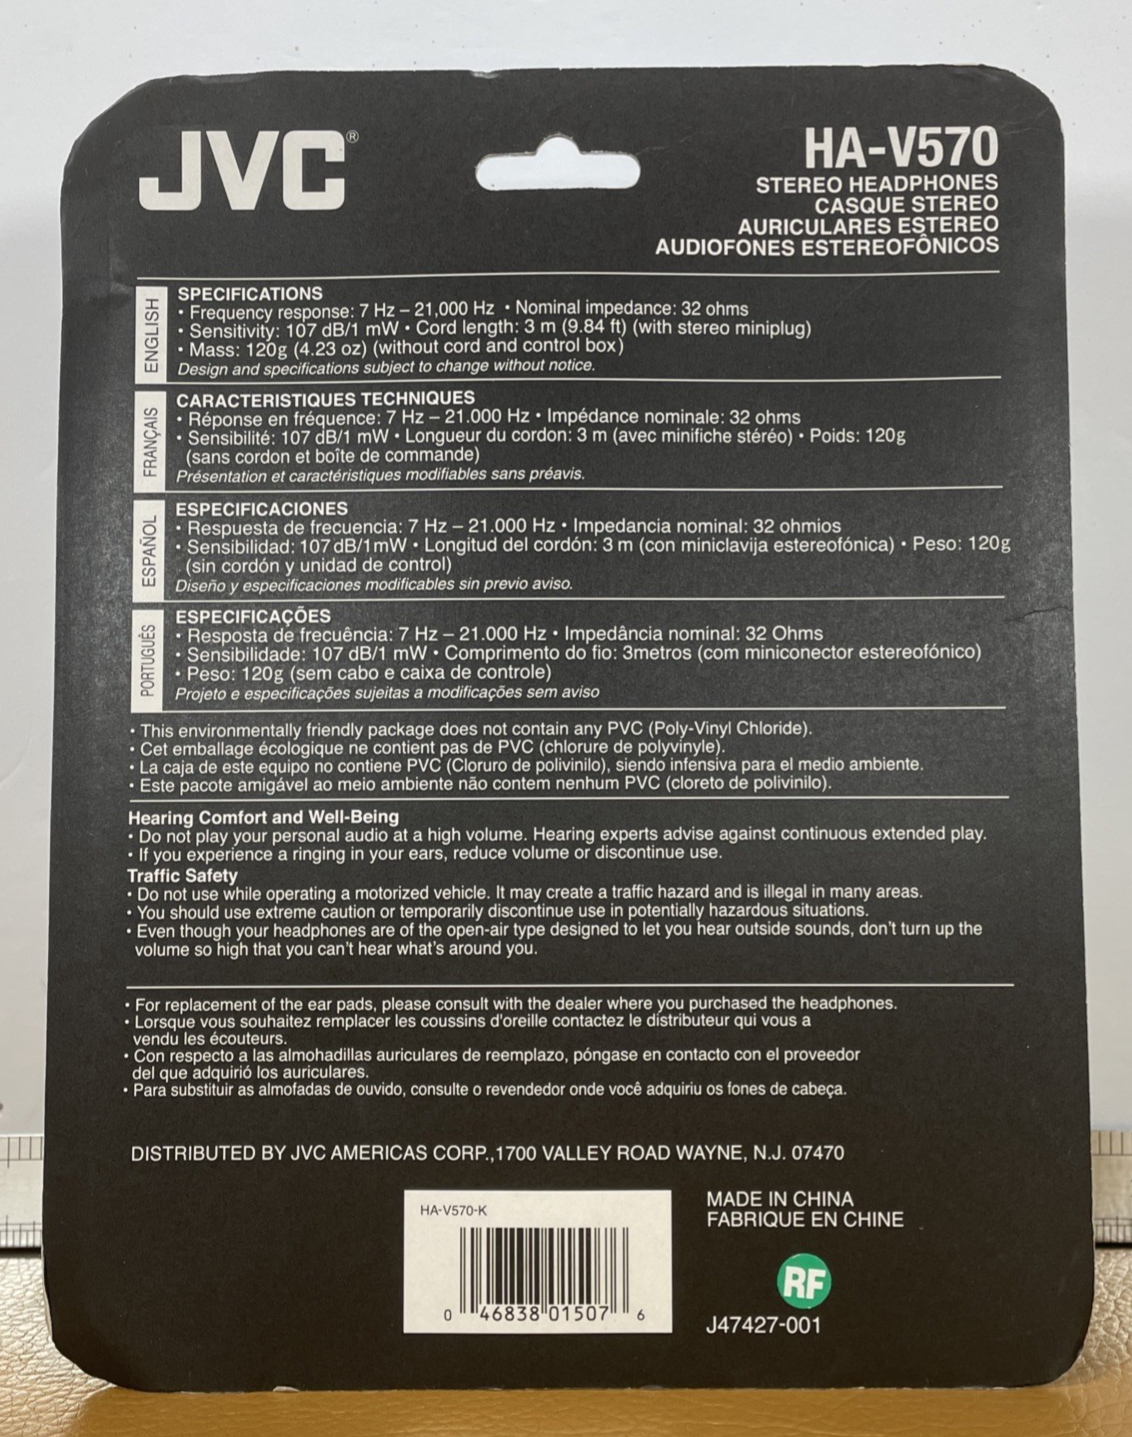 JVC®
HA-V570
STEREO HEADPHONES
CASQUE STEREO
AURICULARES ESTEREO
AUDIOFONES ESTEREOFÔNICOS
ENGLISH
SPECIFICATIONS
• Frequency response: 7 Hz – 21,000 Hz • Nominal impedance: 32 ohms
• Sensitivity: 107 dB/1 mW • Cord length: 3 m (9.84 ft) (with stereo miniplug)
• Mass: 120g (4.23 oz) (without cord and control box)
Design and specifications subject to change without notice.
FRANÇAIS
CARACTERISTIQUES TECHNIQUES
• Réponse en fréquence: 7 Hz – 21.000 Hz • Impédance nominale: 32 ohms
• Sensibilité: 107 dB/1 mW • Longueur du cordon: 3 m (avec minifiche stéréo) • Poids: 120g
(sans cordon et boîte de commande)
Présentation et caractéristiques modifiables sans préavis.
ESPAÑOL
ESPECIFICACIONES
• Respuesta de frecuencia: 7 Hz – 21.000 Hz • Impedancia nominal: 32 ohmios
• Sensibilidad: 107 dB/1mW • Longitud del cordón: 3 m (con miniclavija estereofónica) • Peso: 120g
(sin cordón y unidad de control)
Diseño y especificaciones modificables sin previo aviso.
PORTUGUÊS
ESPECIFICAÇÕES
• Resposta de frecuência: 7 Hz – 21.000 Hz • Impedância nominal: 32 Ohms
• Sensibilidade: 107 dB/1 mW • Comprimento do fio: 3metros (com miniconector estereofónico)
• Peso: 120g (sem cabo e caixa de controle)
Projeto e especificações sujeitas a modificações sem aviso
• This environmentally friendly package does not contain any PVC (Poly-Vinyl Chloride).
• Cet emballage écologique ne contient pas de PVC (chlorure de polyvinyle).
• La caja de este equipo no contiene PVC (Cloruro de polivinilo), siendo infensiva para el medio ambiente.
• Este pacote amigável ao meio ambiente não contem nenhum PVC (cloreto de polivinilo).
Hearing Comfort and Well-Being
• Do not play your personal audio at a high volume. Hearing experts advise against continuous extended play.
• If you experience a ringing in your ears, reduce volume or discontinue use.
Traffic Safety
• Do not use while operating a motorized vehicle. It may create a traffic hazard and is illegal in many areas.
• You should use extreme caution or temporarily discontinue use in potentially hazardous situations.
• Even though your headphones are of the open-air type designed to let you hear outside sounds, don't turn up the
volume so high that you can't hear what's around you.
• For replacement of the ear pads, please consult with the dealer where you purchased the headphones.
• Lorsque vous souhaitez remplacer les coussins d'oreille contactez le distributeur qui vous a
vendu les écouteurs.
• Con respecto a las almohadillas auriculares de reemplazo, póngase en contacto con el proveedor
del que adquirió los auriculares.
• Para substituir as almofadas de ouvido, consulte o revendedor onde você adquiriu os fones de cabeça.
DISTRIBUTED BY JVC AMERICAS CORP.,1700 VALLEY ROAD WAYNE, N.J. 07470
HA-V570-K
0 46838 01507 6
MADE IN CHINA
FABRIQUE EN CHINE
RF
J47427-001